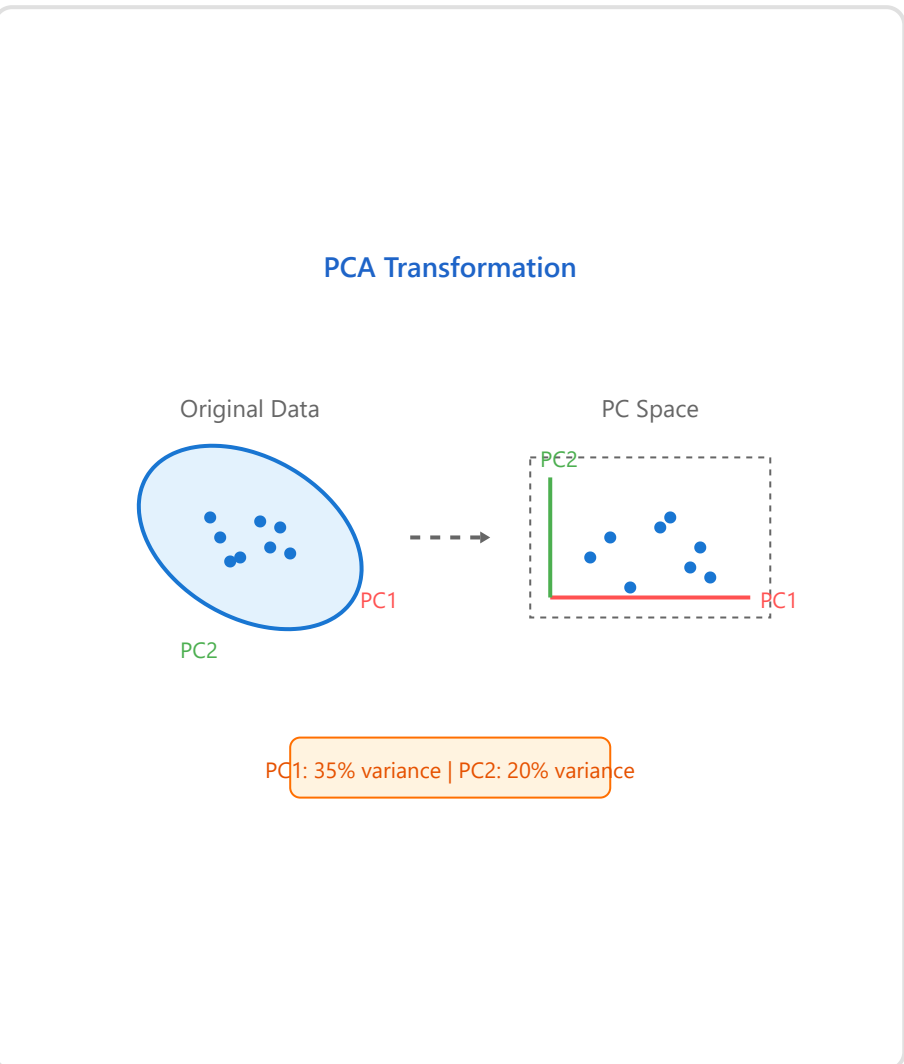 PCA Transformation
Original Data
PC Space
PC2
PC1
PC1
PC2
PC1: 35% variance | PC2: 20% variance